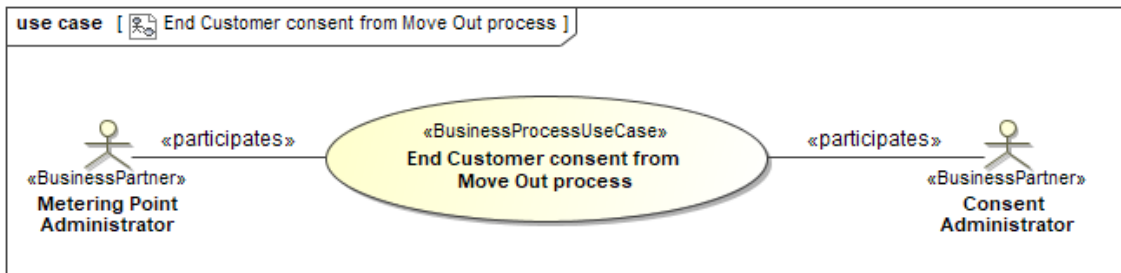 use case [ End Customer consent from Move Out process ]
«participates»
«BusinessProcessUseCase»
«participates»
End Customer consent from
Move Out process
«BusinessPartner»
Metering Point
Administrator
«BusinessPartner»
Consent
Administrator